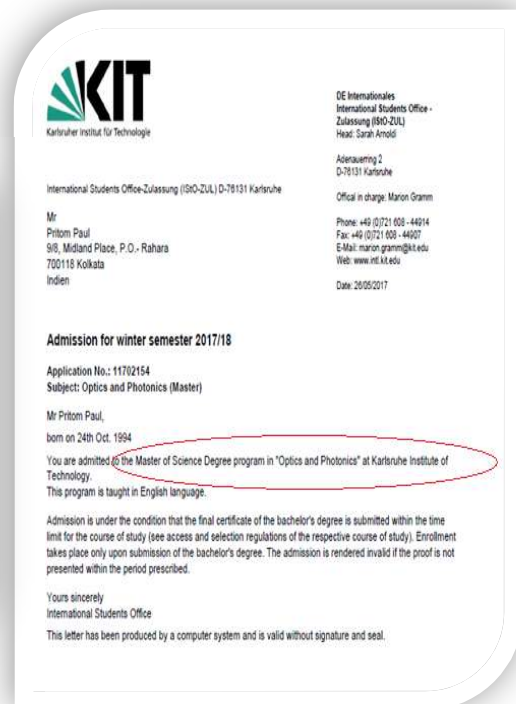 KIT
Karlsruher Institut für Technologie
DE Internationales
International Students Office -
Zulassung (IStO-ZUL)
Head: Sarah Arnold
Adenauerring 2
D-76131 Karlsruhe
Offical in charge: Marion Gramm
Phone: +49 (0)721 608 - 44914
Fax: +49 (0)721 608 - 44907
E-Mail: marion.gramm@kit.edu
Web: www.intl.kit.edu
Date: 26/05/2017
International Students Office-Zulassung (IStO-ZUL) D-76131 Karlsruhe
Mr
Pritom Paul
9/8, Midland Place, P.O.- Rahara
700118 Kolkata
Indien
Admission for winter semester 2017/18
Application No.: 11702154
Subject: Optics and Photonics (Master)
Mr Pritom Paul,
born on 24th Oct. 1994
You are admitted to the Master of Science Degree program in "Optics and Photonics" at Karlsruhe Institute of
Technology.
This program is taught in English language.
Admission is under the condition that the final certificate of the bachelor's degree is submitted within the time
limit for the course of study (see access and selection regulations of the respective course of study). Enrollment
takes place only upon submission of the bachelor's degree. The admission is rendered invalid if the proof is not
presented within the period prescribed.
Yours sincerely
International Students Office
This letter has been produced by a computer system and is valid without signature and seal.